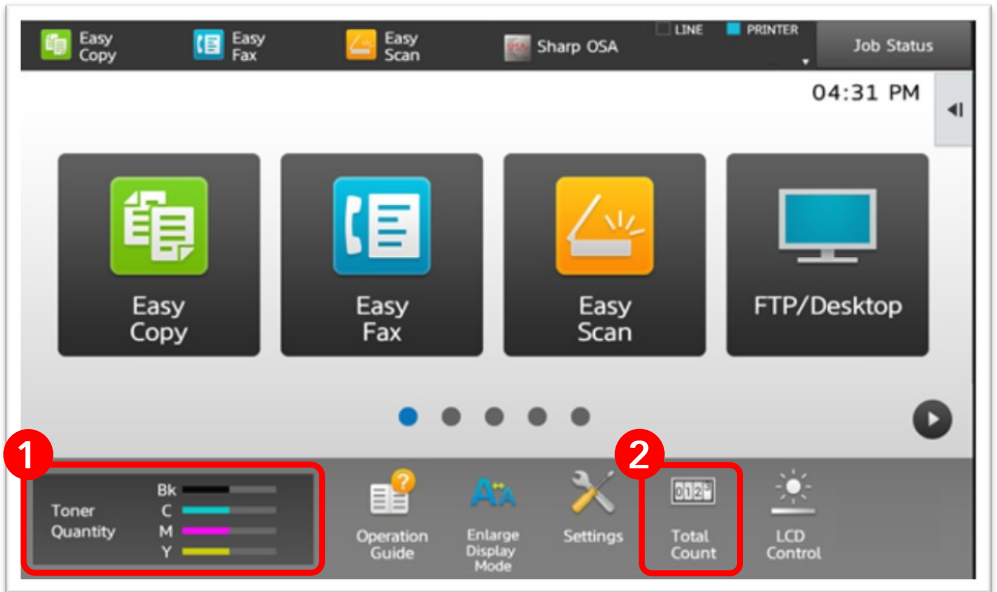 Easy
Copy
Easy
Fax
Easy
Scan
Sharp OSA
LINE
PRINTER
Job Status
04:31 PM
Easy
Copy
Easy
Fax
Easy
Scan
FTP/Desktop
1
2
Toner
Quantity
Bk
C
M
Y
Operation
Guide
Enlarge
Display
Mode
Settings
Total
Count
LCD
Control